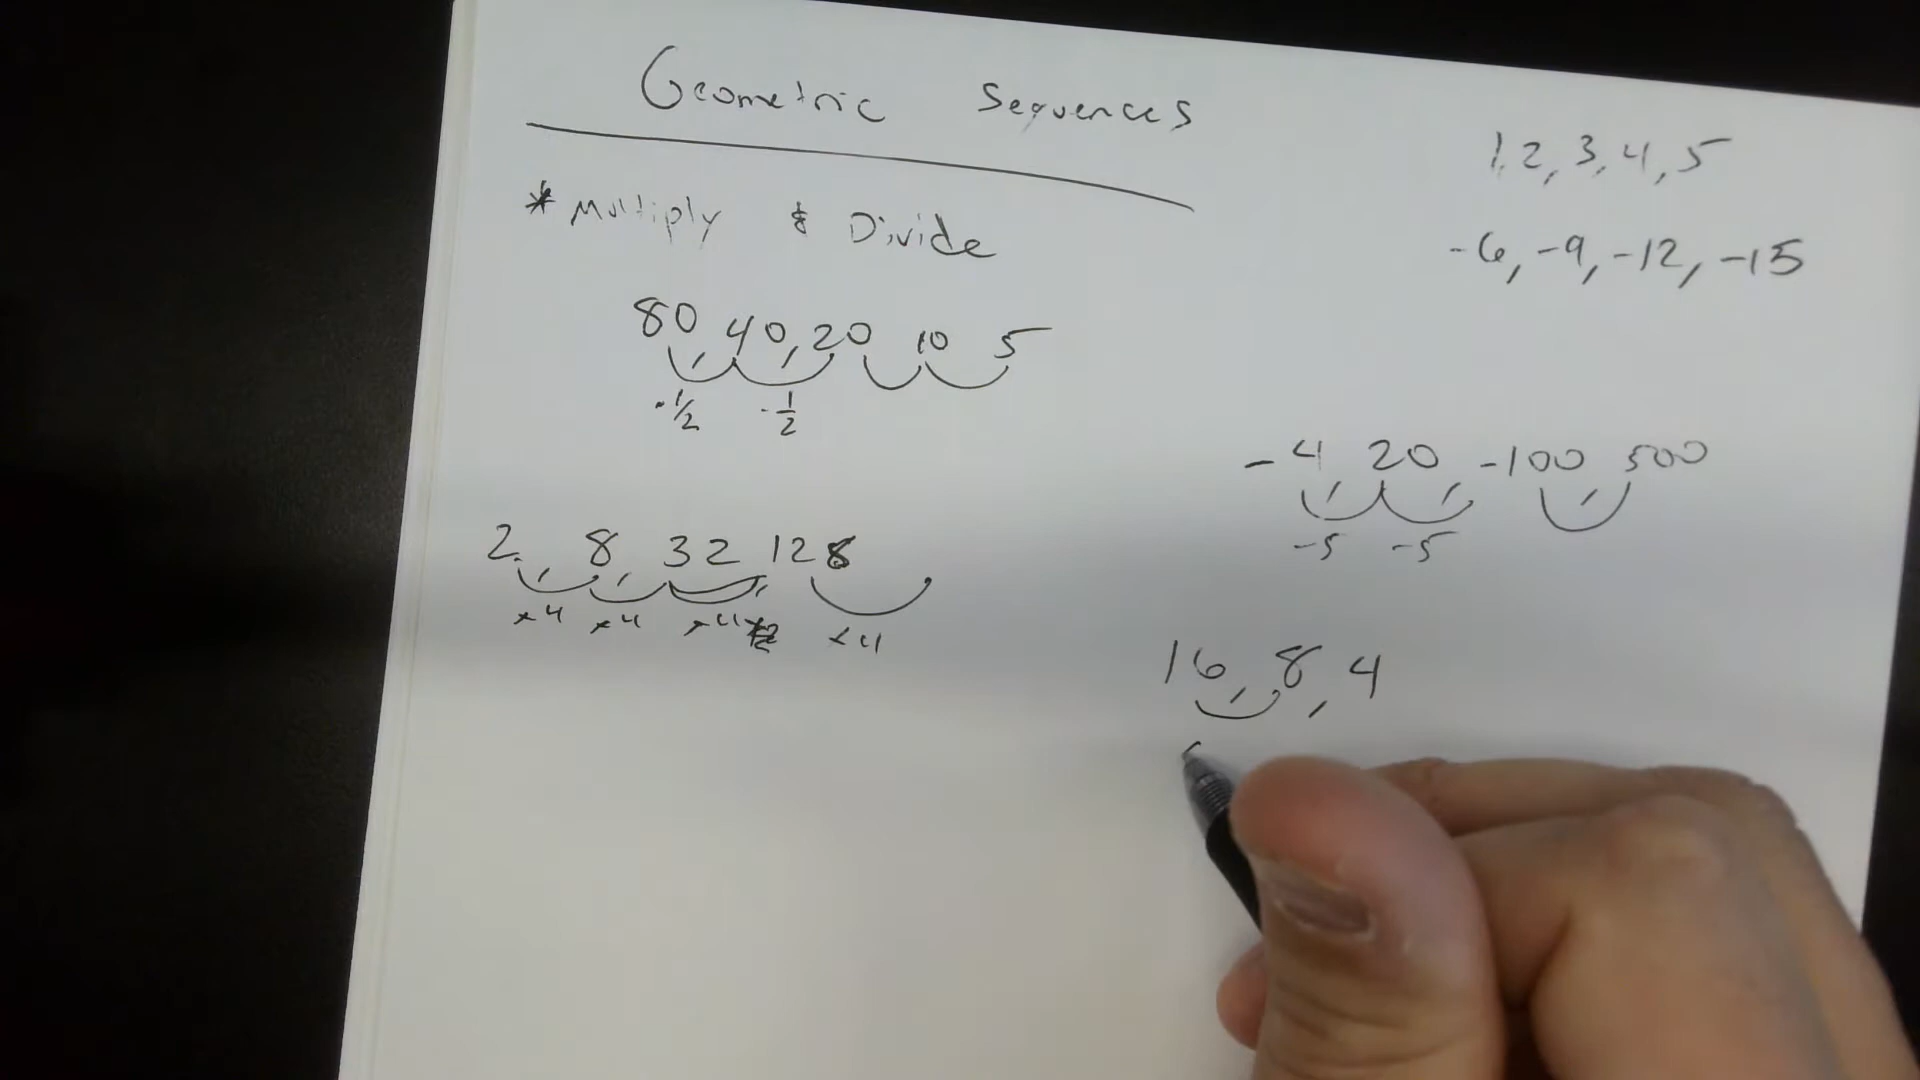 Geometric Sequences
* Multiply & Divide
1, 2, 3, 4, 5
-6, -9, -12, -15
80, 40, 20 10 5
·1/2 ·1/2
-4, 20, -100, 500
-5 -5
2, 8, 32, 128
×4 ×4 ×4 ×4
16, 8, 4